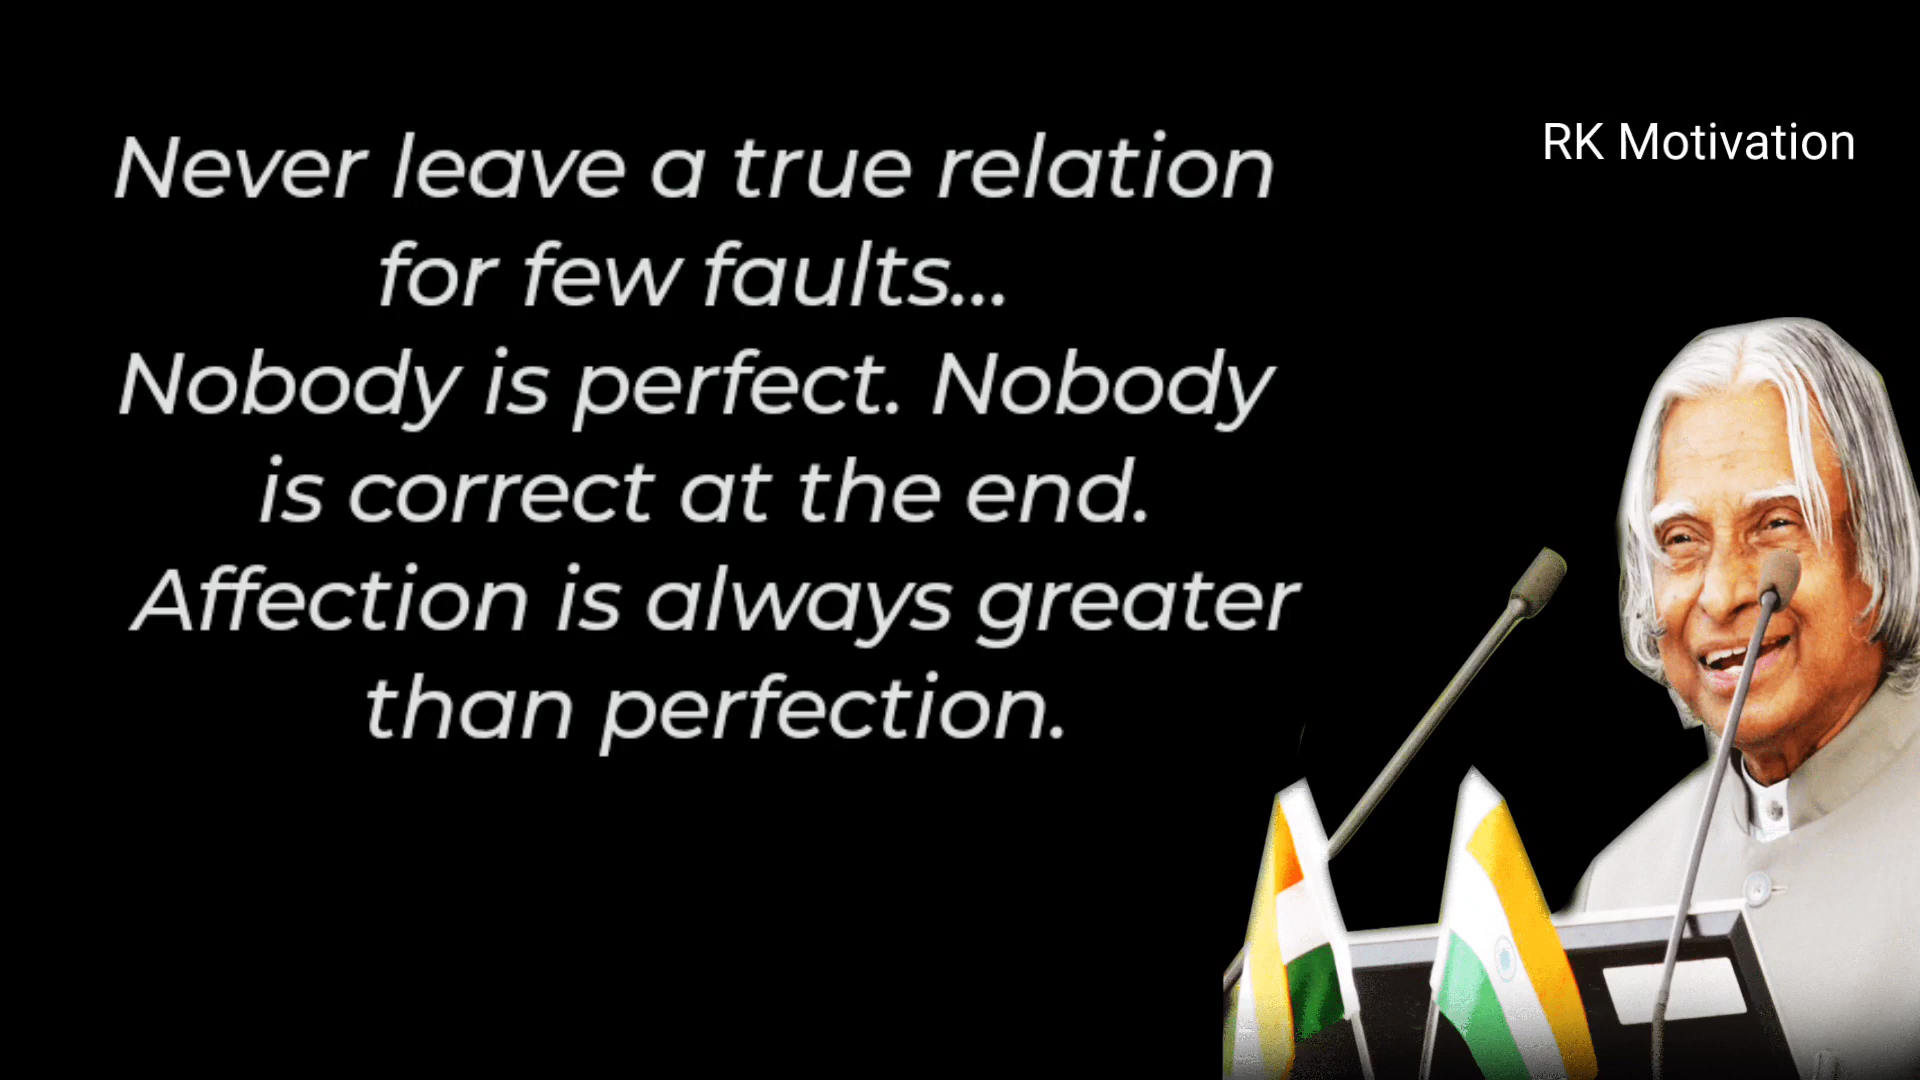 Never leave a true relation
for few faults...
Nobody is perfect. Nobody
is correct at the end.
Affection is always greater
than perfection.
RK Motivation